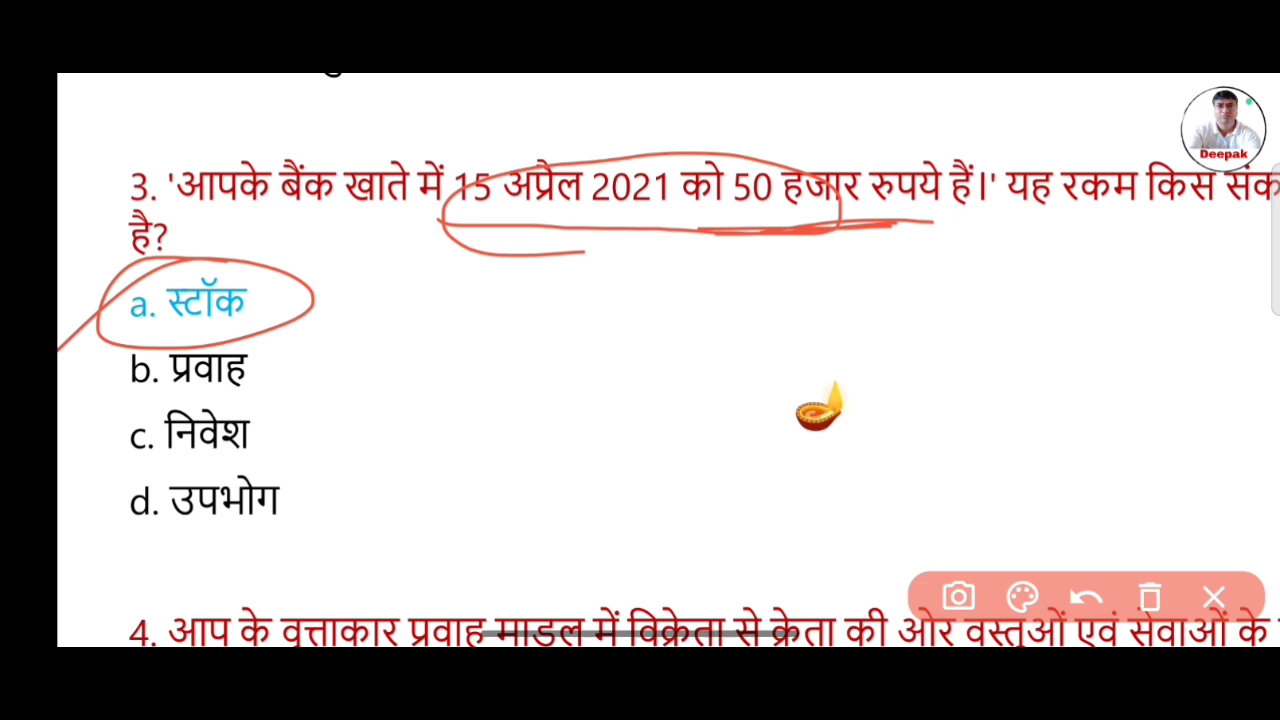 Deepak
3. 'आपके बैंक खाते में 15 अप्रैल 2021 को 50 हजार रुपये हैं।' यह रकम किस
है?
a. स्टॉक
b. प्रवाह
c. निवेश
d. उपभोग
4. आप के वृत्ताकार प्रवाह माडल में विक्रेता से क्रेता की ओर वस्तुओं एवं सेवाओं के